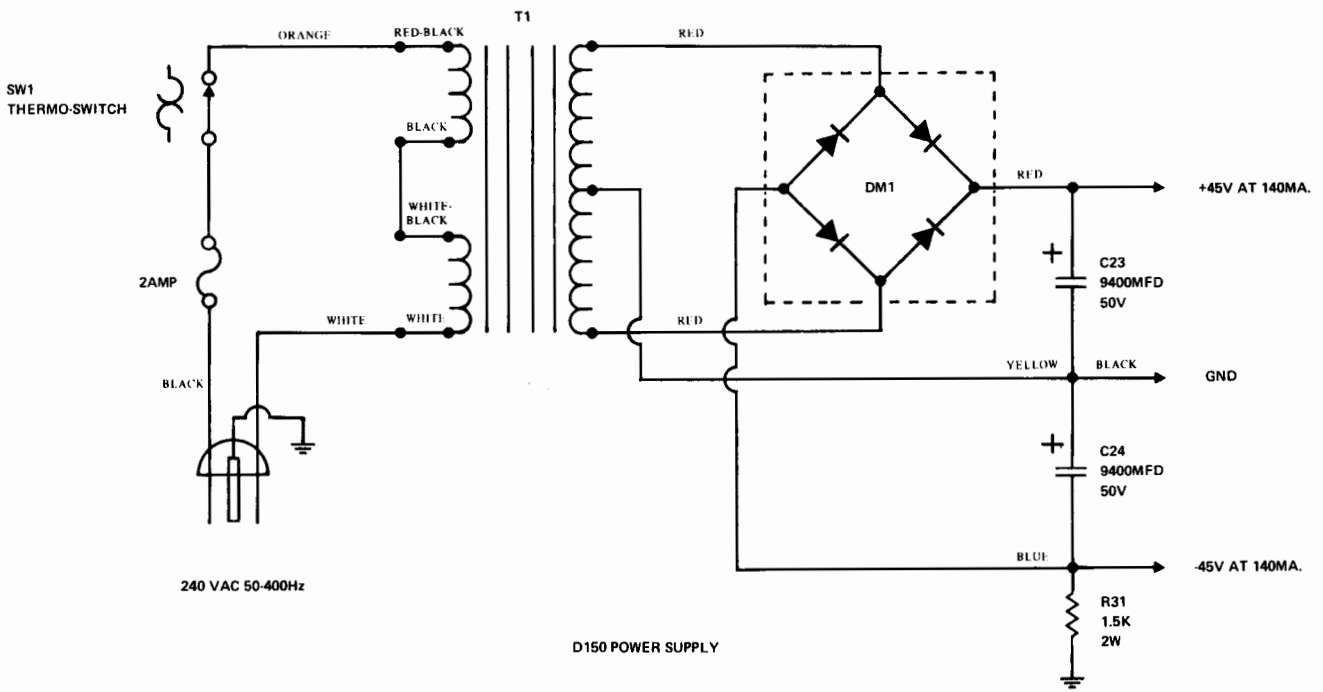 T1
ORANGE
RED-BLACK
RED
SW1
THERMO-SWITCH
BLACK
DM1
RED
+45V AT 140MA.
WHITE-
BLACK
+
C23
9400MFD
50V
2AMP
WHITE
WHITE
RED
BLACK
YELLOW
BLACK
GND
+
C24
9400MFD
50V
BLUE
-45V AT 140MA.
240 VAC 50-400Hz
R31
1.5K
2W
D150 POWER SUPPLY